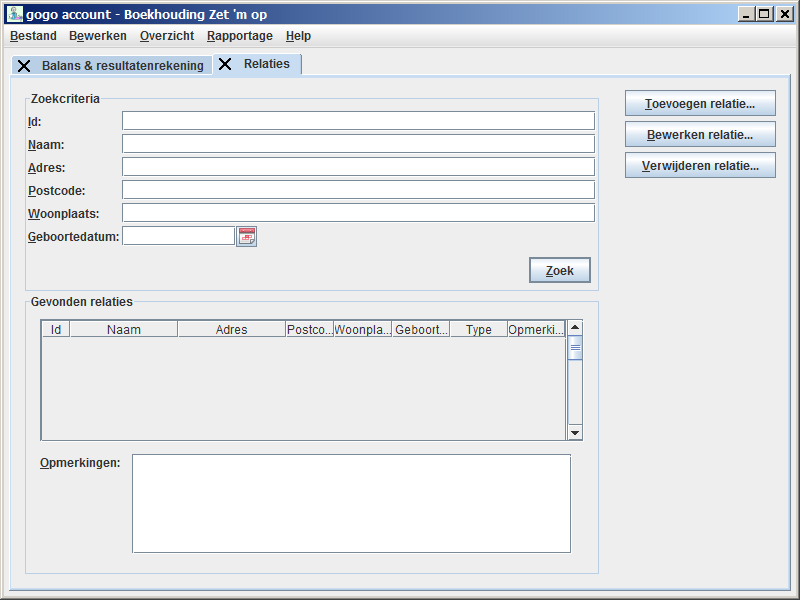 gogo account - Boekhouding Zet 'm op
Bestand Bewerken Overzicht Rapportage Help
Balans & resultatenrekening Relaties
Zoekcriteria
Id:
Naam:
Adres:
Postcode:
Woonplaats:
Geboortedatum:
Zoek
Toevoegen relatie...
Bewerken relatie...
Verwijderen relatie...
Gevonden relaties
Id Naam Adres Postco... Woonpla... Geboort... Type Opmerki...
Opmerkingen: